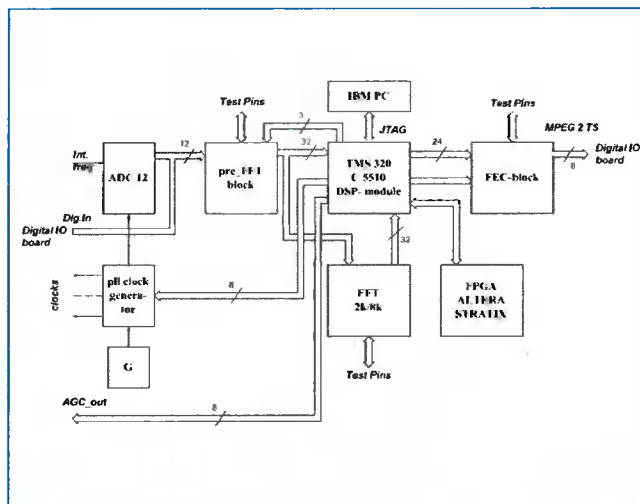 IBM PC
Test Pins
3
JTAG
Test Pins
MPEG 2 TS
Int.
freq
12
32
24
8
Digital IO
board
ADC 12
pre_FFT
block
TMS 320
C 5510
DSP- module
FEC-block
Dig.In
Digital IO
board
32
clocks
pll clock
genera-
tor
8
FFT
2k/8k
FPGA
ALTERA
STRATIX
G
Test Pins
AGC_out
8